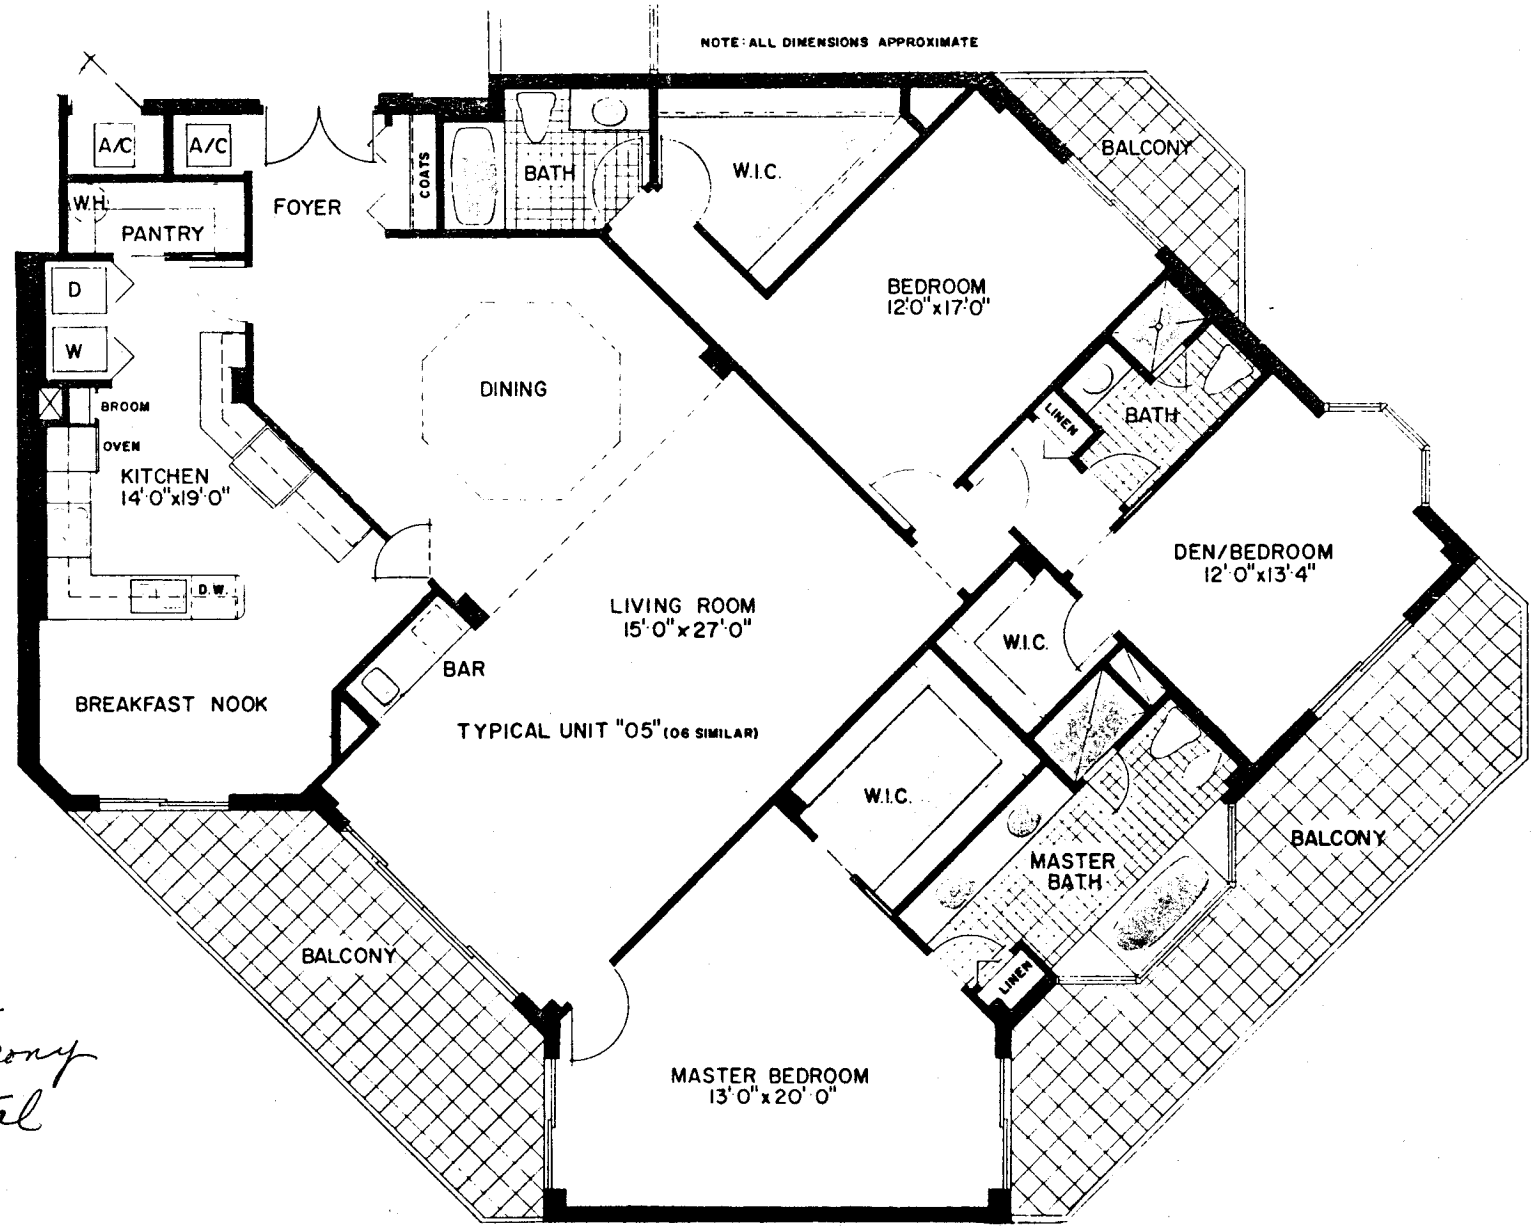 NOTE: ALL DIMENSIONS APPROXIMATE
A/C
A/C
COATS
BATH
W.I.C.
BALCONY
W.H.
PANTRY
FOYER
D
W
BROOM
OVEN
KITCHEN
14'0"x19'0"
D.W.
BREAKFAST NOOK
DINING
BEDROOM
12'0"x17'0"
LINEN
BATH
DEN/BEDROOM
12'0"x13'4"
LIVING ROOM
15'0"x27'0"
BAR
W.I.C.
TYPICAL UNIT "05" (06 SIMILAR)
W.I.C.
MASTER
BATH
BALCONY
BALCONY
LINEN
MASTER BEDROOM
13'0"x20'0"